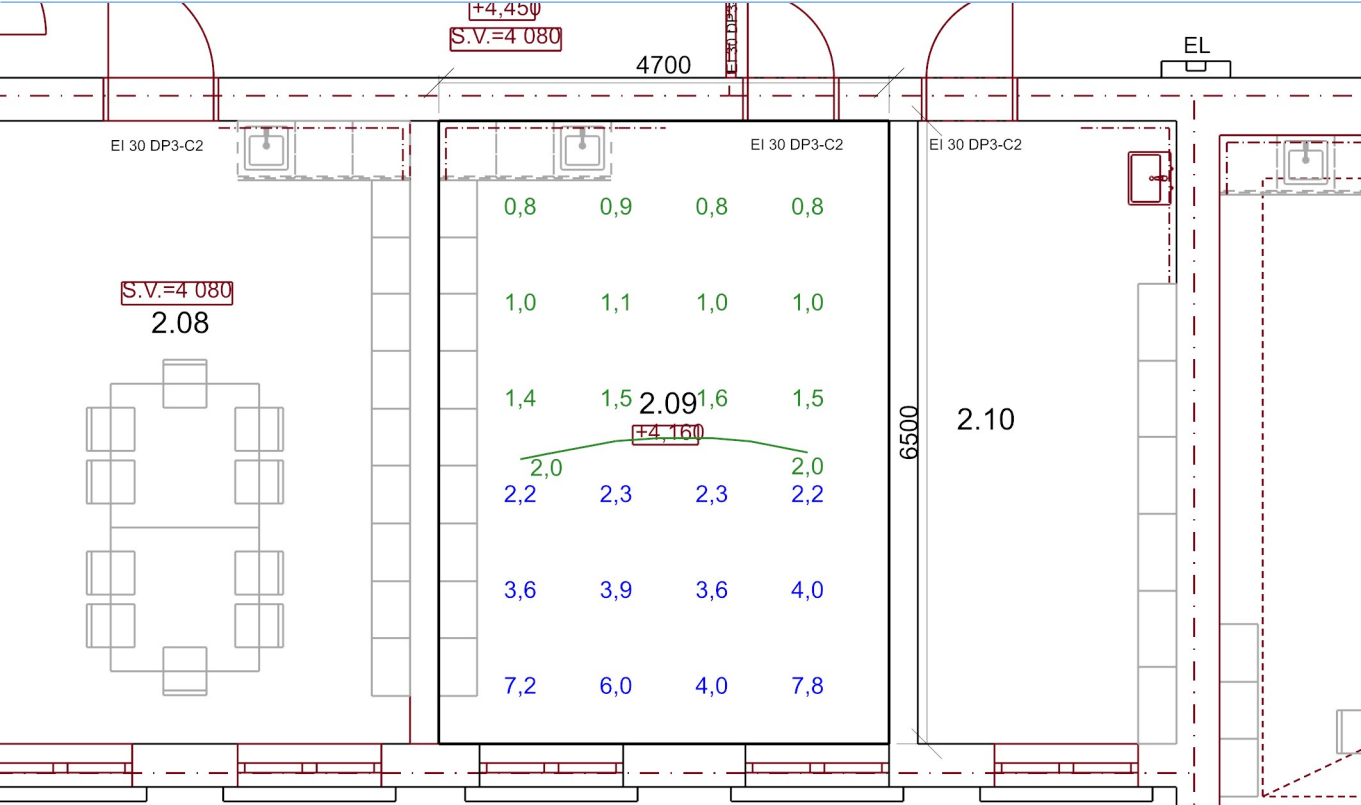 +4,450
S.V.=4 080
EI 30 DP3
4700
EL
EI 30 DP3-C2
EI 30 DP3-C2
EI 30 DP3-C2
0,8 0,9 0,8 0,8
S.V.=4 080
2.08
1,0 1,1 1,0 1,0
1,4 1,5 1,6 1,5
2.09
+4,160
6500
2.10
2,0 2,0
2,2 2,3 2,3 2,2
3,6 3,9 3,6 4,0
7,2 6,0 4,0 7,8